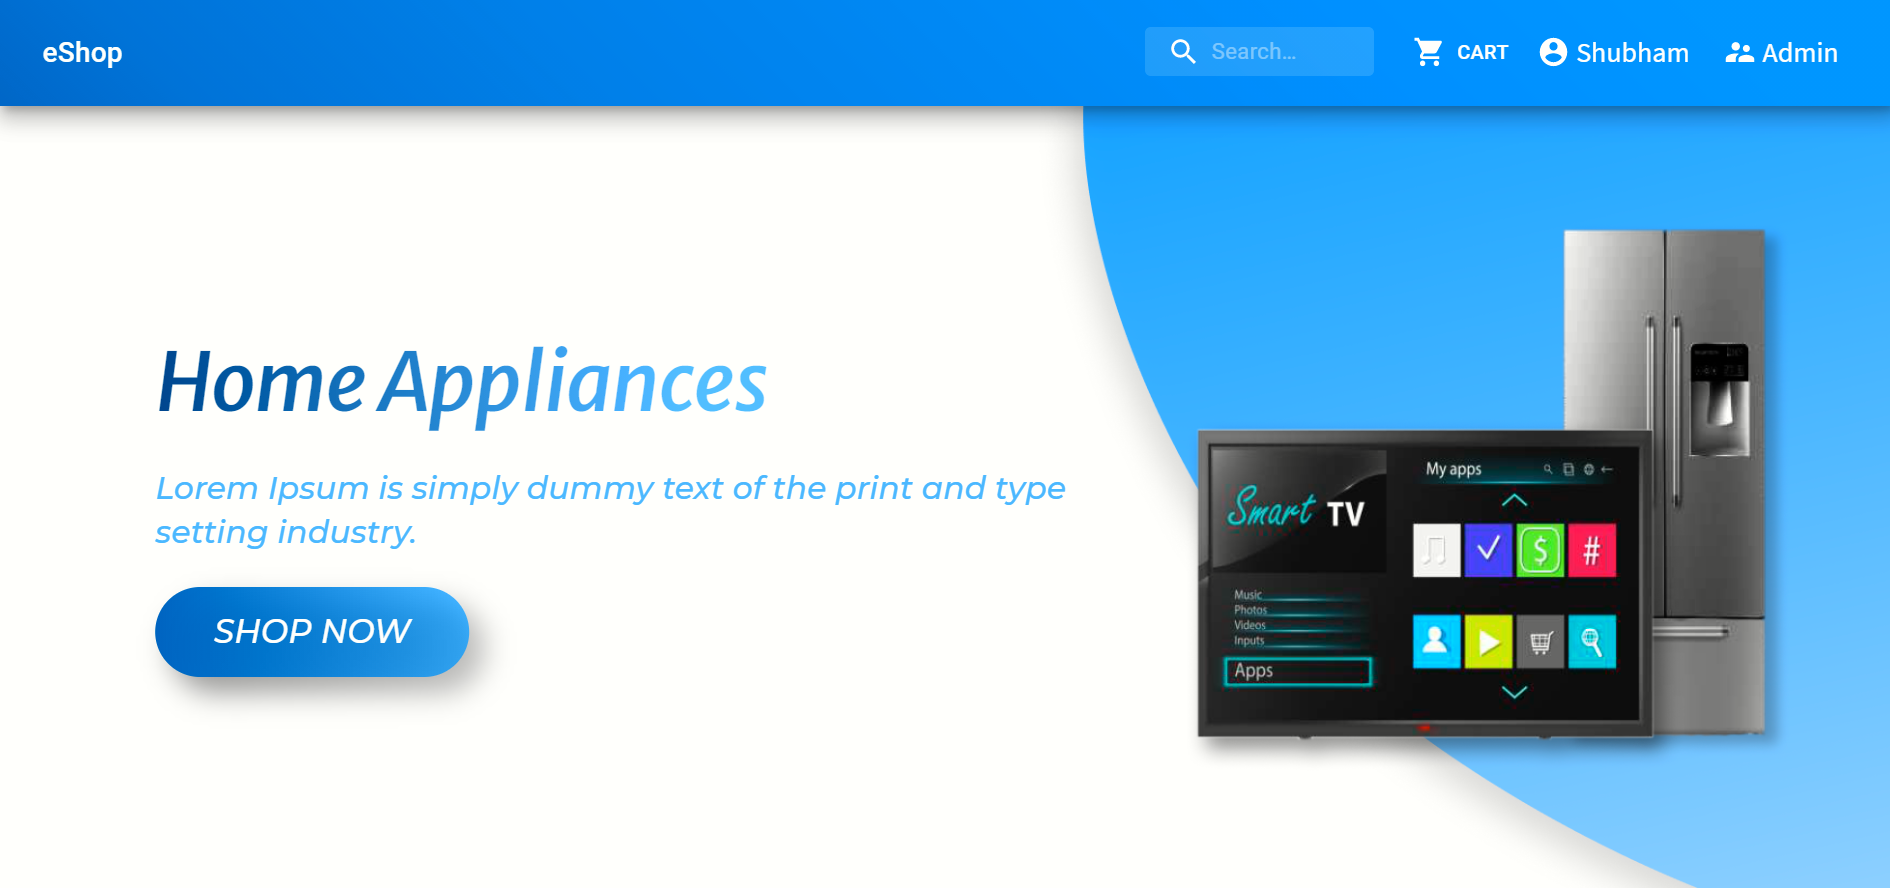 eShop
Search...
CART
Shubham
Admin
Home Appliances
Lorem Ipsum is simply dummy text of the print and type
setting industry.
SHOP NOW
Smart TV
My apps
$
#
Music
Photos
Videos
Inputs
Apps